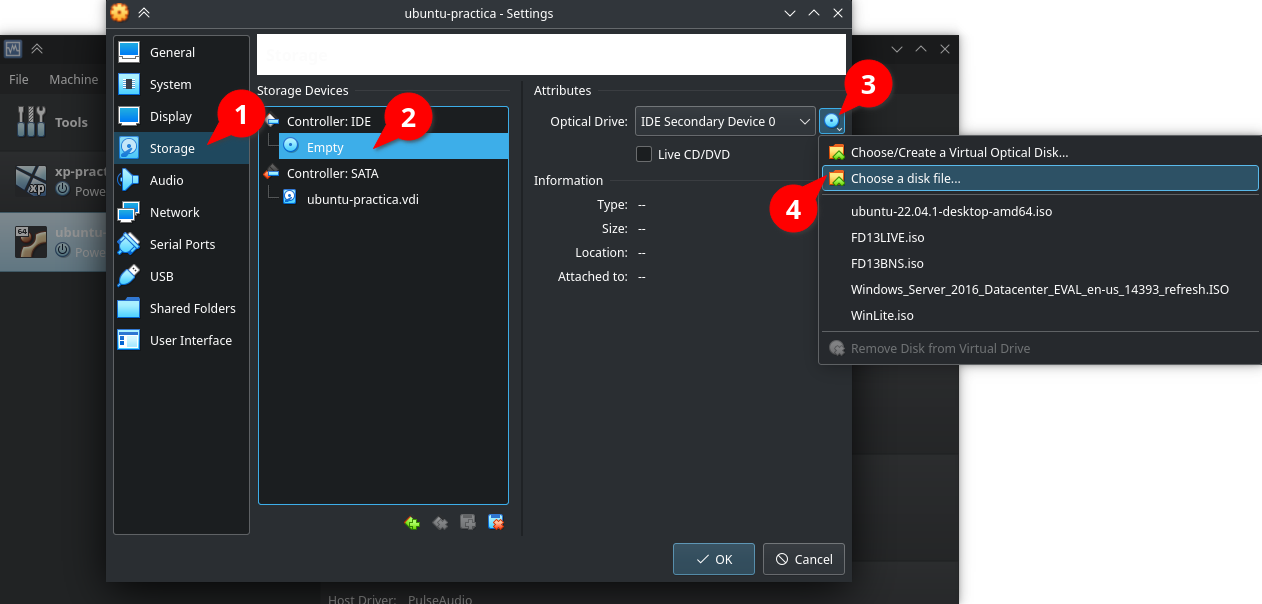 ubuntu-practica - Settings
File Machine
Tools
xp-pract
Powe
64
ubuntu-
Powe
General
System
Display
Storage
Audio
Network
Serial Ports
USB
Shared Folders
User Interface
1
Storage Devices
Controller: IDE
2
Empty
Controller: SATA
ubuntu-practica.vdi
Attributes
3
Optical Drive: IDE Secondary Device 0
Live CD/DVD
Information
Type: --
Size: --
Location: --
Attached to: --
4
Choose/Create a Virtual Optical Disk...
Choose a disk file...
ubuntu-22.04.1-desktop-amd64.iso
FD13LIVE.iso
FD13BNS.iso
Windows_Server_2016_Datacenter_EVAL_en-us_14393_refresh.ISO
WinLite.iso
Remove Disk from Virtual Drive
OK Cancel
Host Driver: PulseAudio